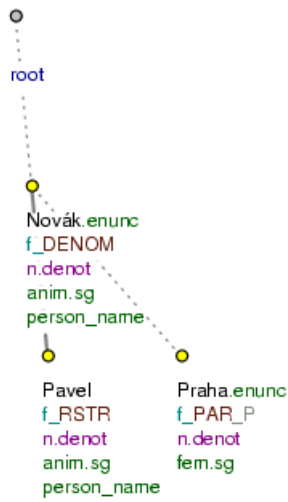 root
Novák.enunc
f_DENOM
n.denot
anim.sg
person_name
Pavel
f_RSTR
n.denot
anim.sg
person_name
Praha.enunc
f_PAR_P
n.denot
fem.sg